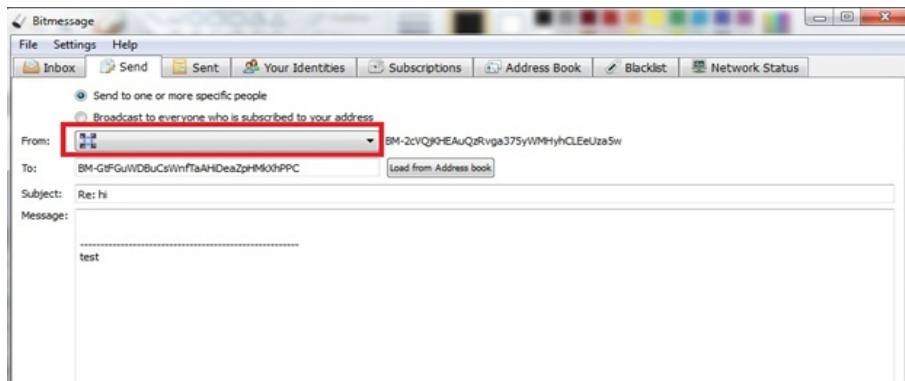 Bitmessage
File Settings Help
Inbox Send Sent Your Identities Subscriptions Address Book Blacklist Network Status
Send to one or more specific people
Broadcast to everyone who is subscribed to your address
From: BM-2cVQjKHEAuQzRvga375yWMHyhCLEeUza5w
To: BM-GtFGuWDBuCsWnfTaAHiDeaZpHMkXhPPC Load from Address book
Subject: Re: hi
Message:
------------------------------------------------------
test